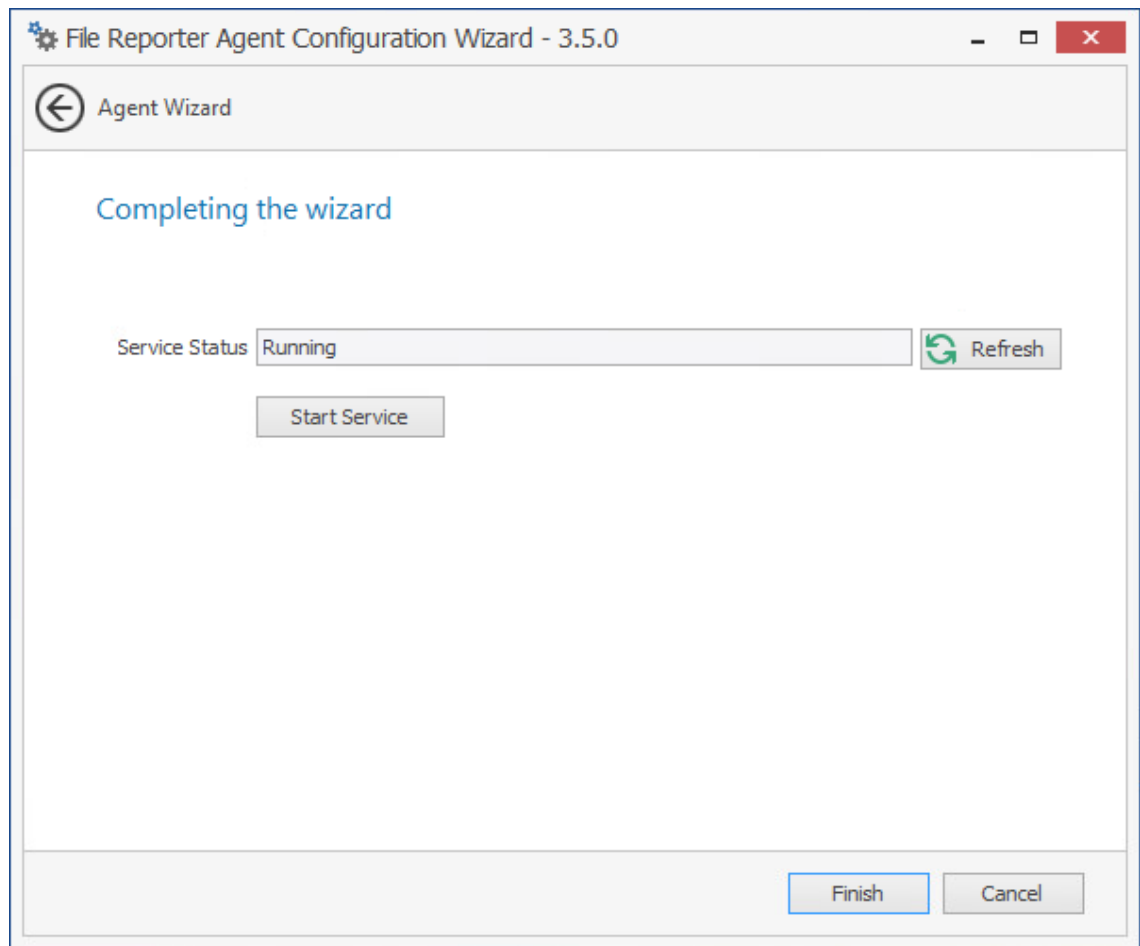 File Reporter Agent Configuration Wizard - 3.5.0
Agent Wizard
Completing the wizard
Service Status Running Refresh
Start Service
Finish Cancel